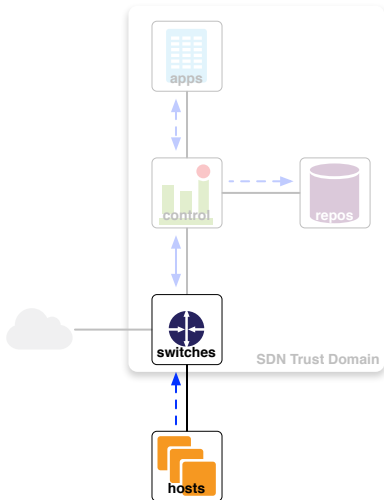 apps
control
repos
switches
SDN Trust Domain
hosts